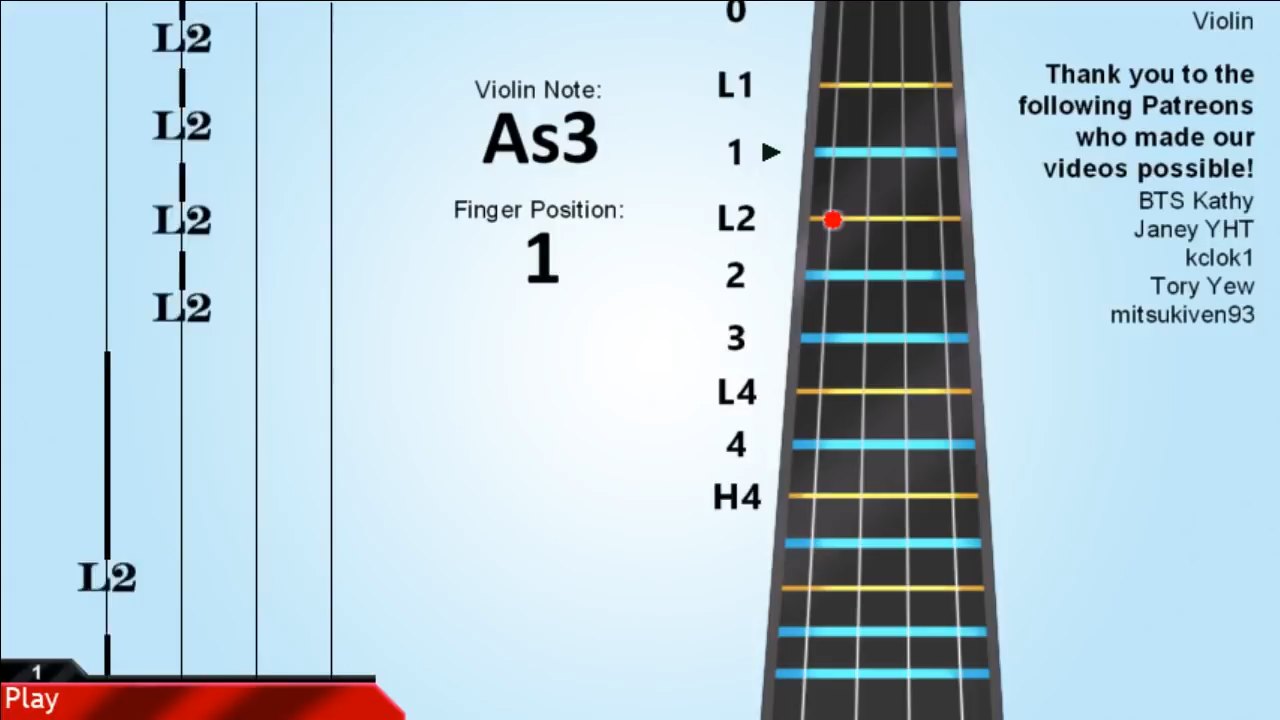 L2
L2
L2
L2
L2
1
Play
Violin Note:
As3
Finger Position:
1
0
L1
1
L2
2
3
L4
4
H4
Violin
Thank you to the
following Patreons
who made our
videos possible!
BTS Kathy
Janey YHT
kclok1
Tory Yew
mitsukiven93